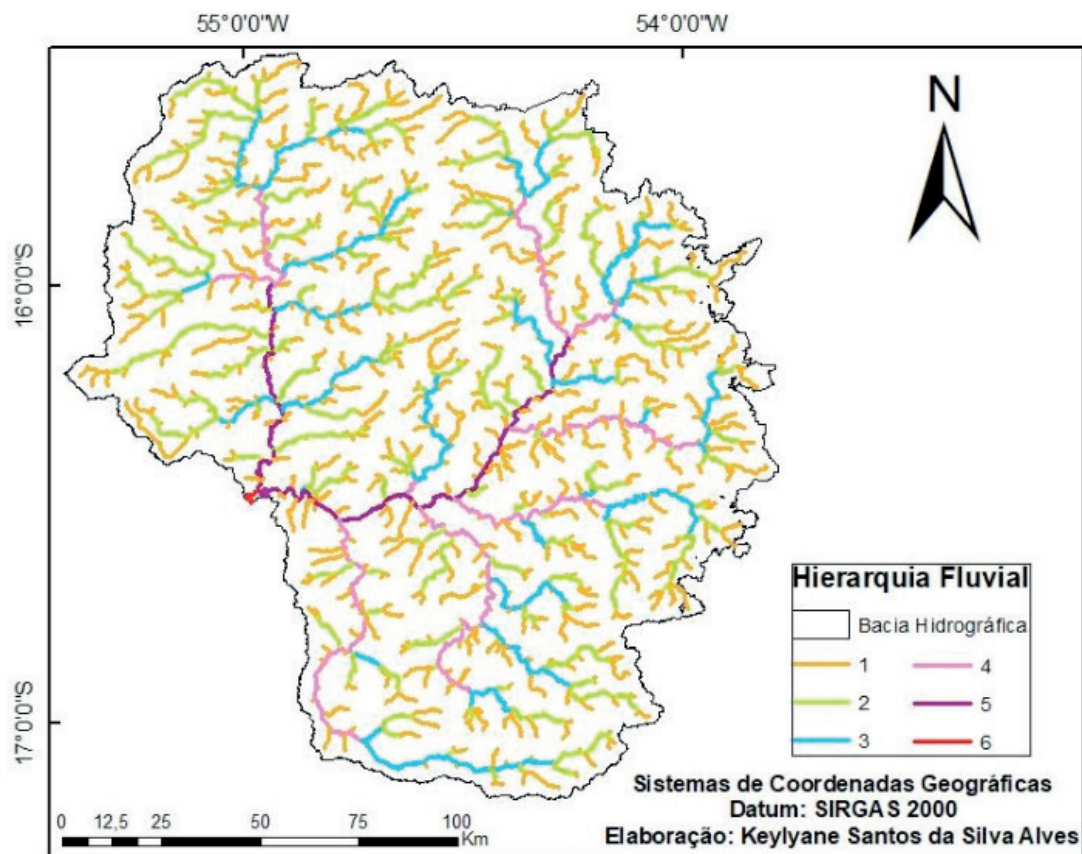 55°0'0"W 54°0'0"W
N
16°0'0"S
17°0'0"S
Hierarquia Fluvial
Bacia Hidrográfica
1 4
2 5
3 6
Sistemas de Coordenadas Geográficas
Datum: SIRGAS 2000
Elaboração: Keylyane Santos da Silva Alves
0 12,5 25 50 75 100
Km